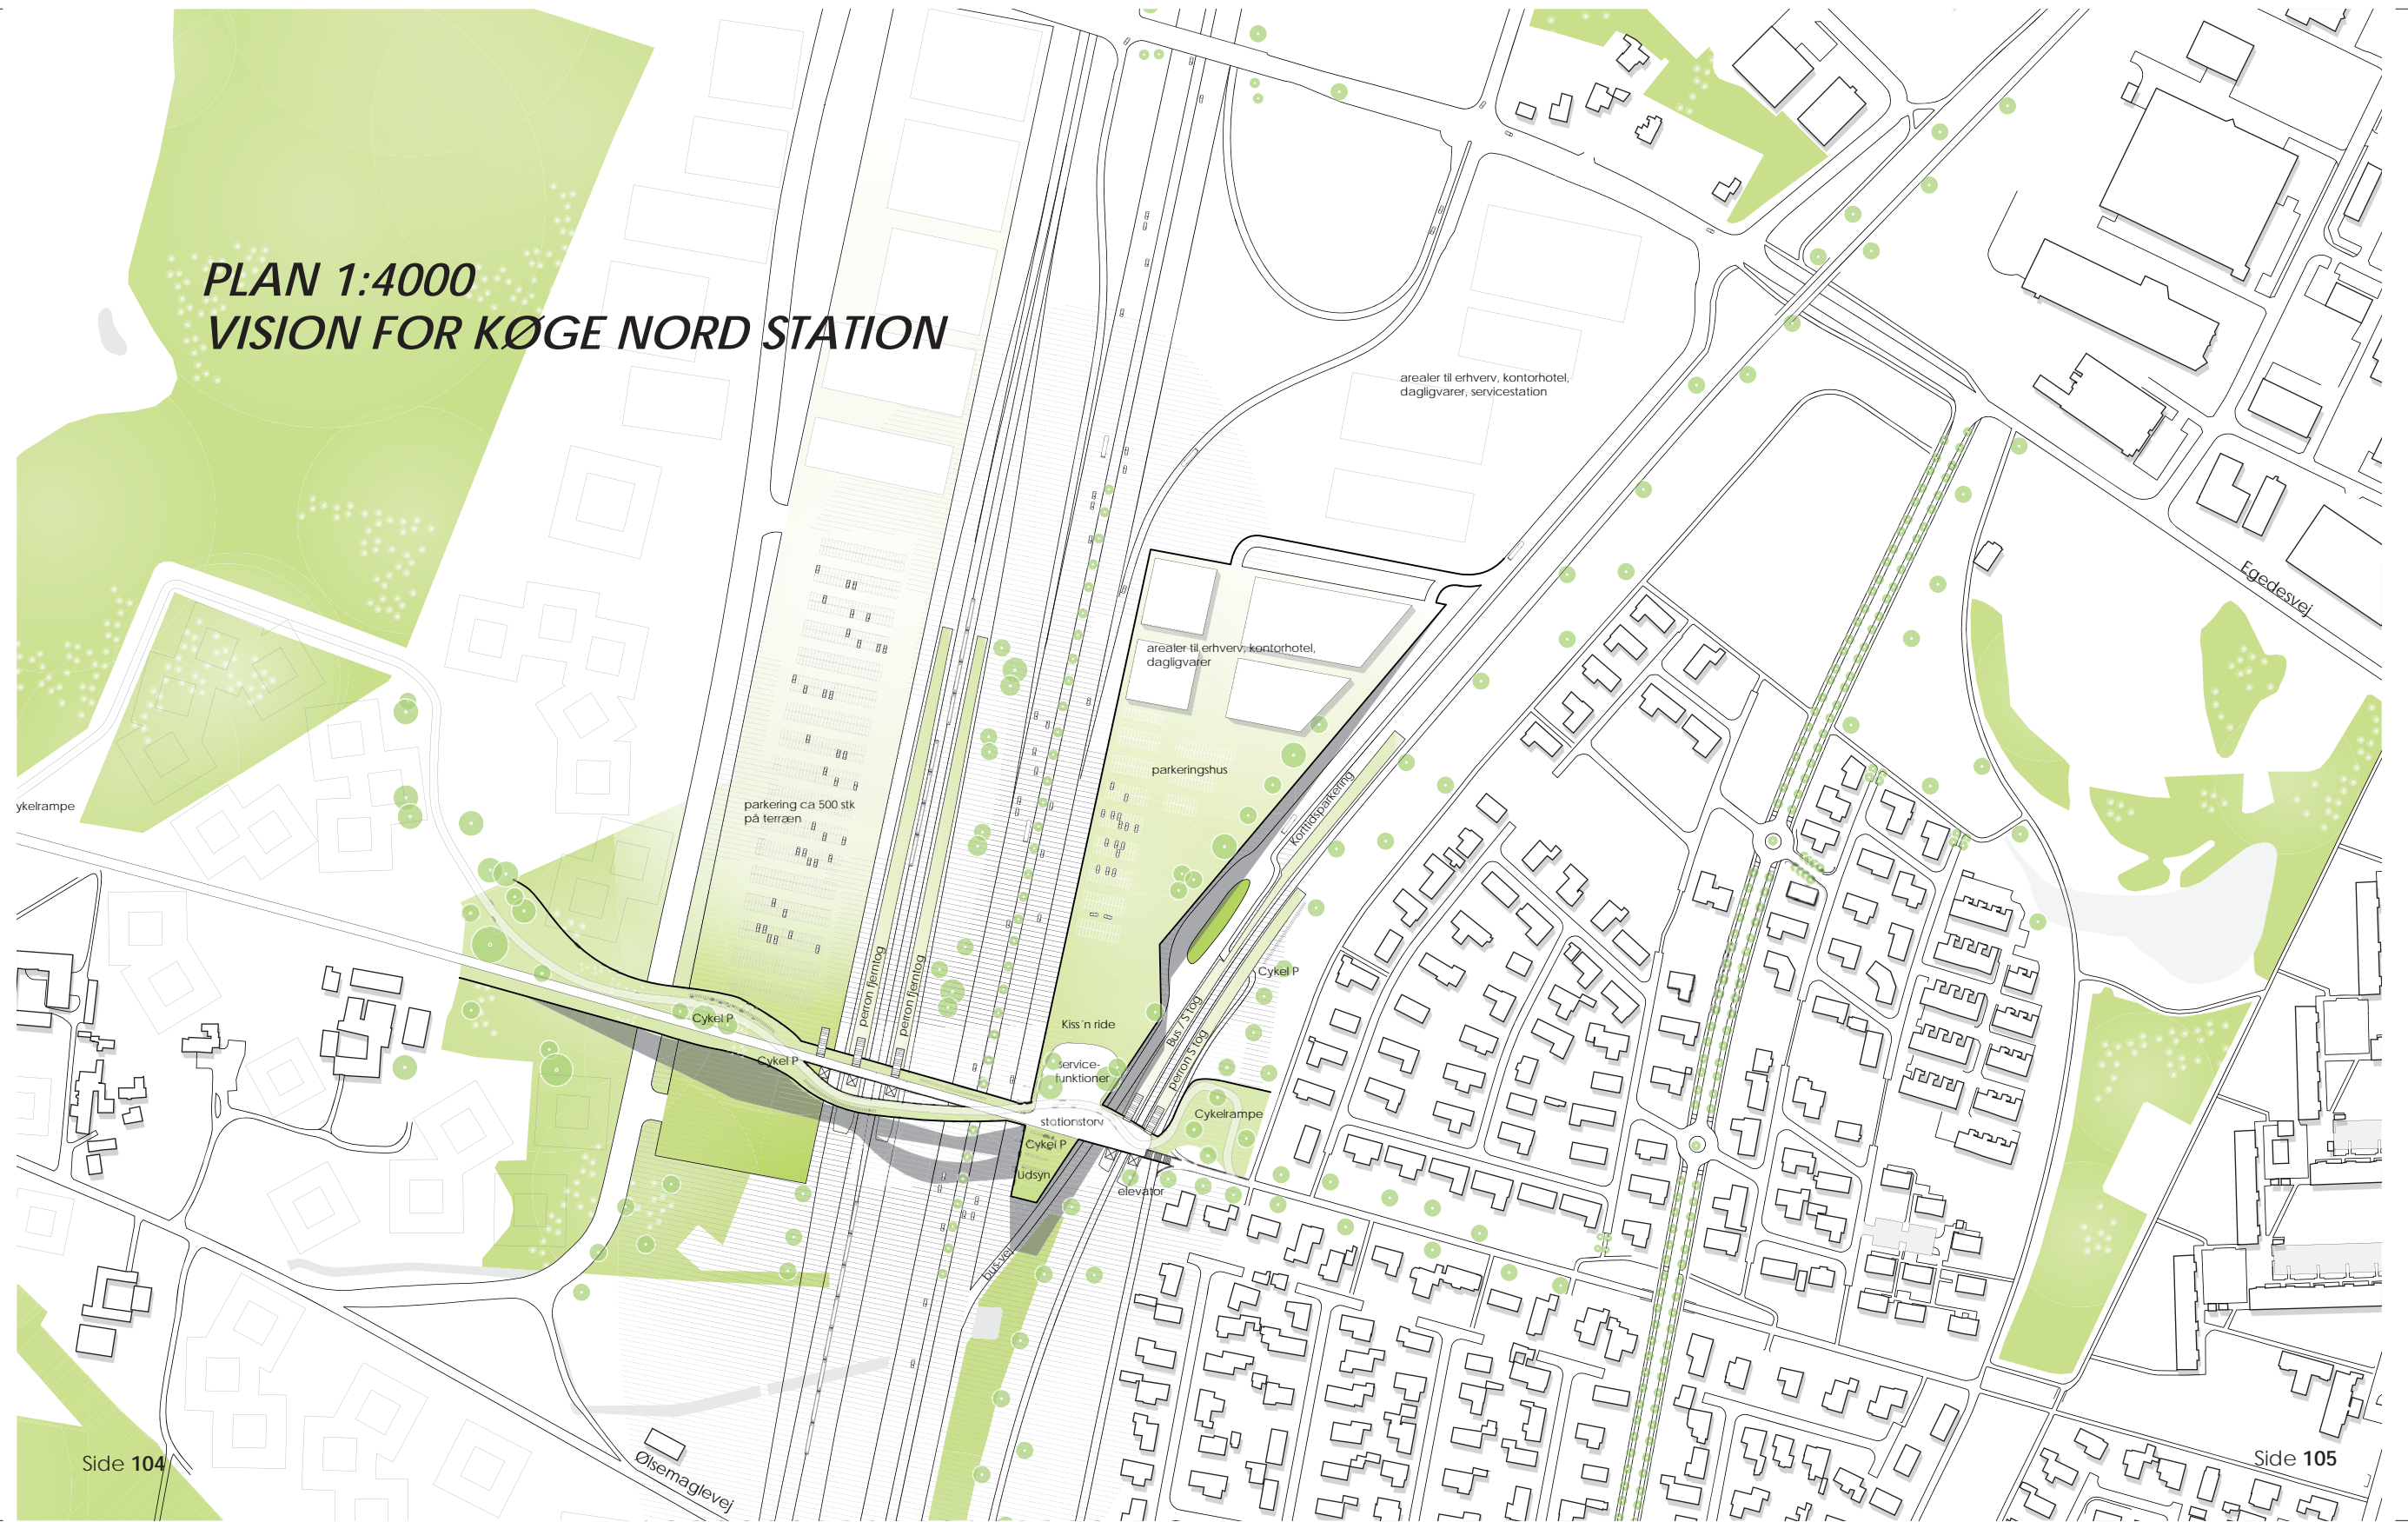 PLAN 1:4000
VISION FOR KØGE NORD STATION
arealer til erhverv, kontorhotel,
dagligvarer, servicestation
Egedesvej
arealer til erhverv, kontorhotel,
dagligvarer
parkeringshus
Korttidsparkering
parkering ca 500 stk
på terræn
ykelrampe
perron fjerntog
perron fjerntog
Cykel P
Bus / S tog
perron S tog
Kiss´n ride
Cykel P
Cykel P
service-
funktioner
Cykelrampe
stationstorv
Cykel P
Udsyn
elevator
bus-vej
Ølsemaglevej
Side 104
Side 105